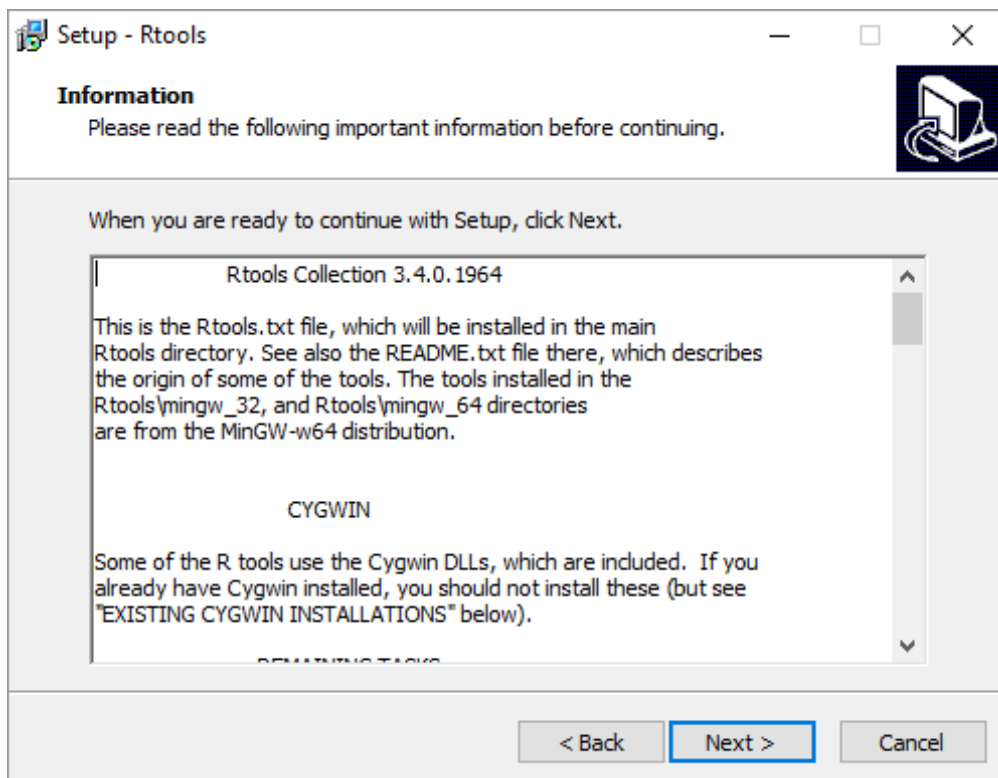 Setup - Rtools
Information
Please read the following important information before continuing.
When you are ready to continue with Setup, click Next.
Rtools Collection 3.4.0.1964
This is the Rtools.txt file, which will be installed in the main
Rtools directory. See also the README.txt file there, which describes
the origin of some of the tools. The tools installed in the
Rtools\mingw_32, and Rtools\mingw_64 directories
are from the MinGW-w64 distribution.
CYGWIN
Some of the R tools use the Cygwin DLLs, which are included.  If you
already have Cygwin installed, you should not install these (but see
"EXISTING CYGWIN INSTALLATIONS" below).
REMAINING TASKS
< Back
Next >
Cancel